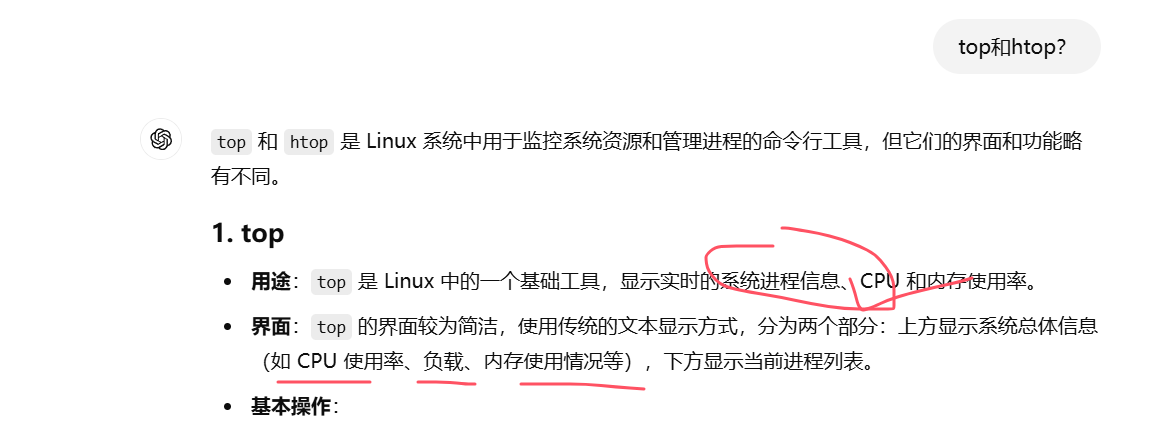 top和htop?
top 和 htop 是 Linux 系统中用于监控系统资源和管理进程的命令行工具，但它们的界面和功能略
有不同。
1. top
• 用途：top 是 Linux 中的一个基础工具，显示实时的系统进程信息、CPU 和内存使用率。
• 界面：top 的界面较为简洁，使用传统的文本显示方式，分为两个部分：上方显示系统总体信息
（如 CPU 使用率、负载、内存使用情况等），下方显示当前进程列表。
• 基本操作：